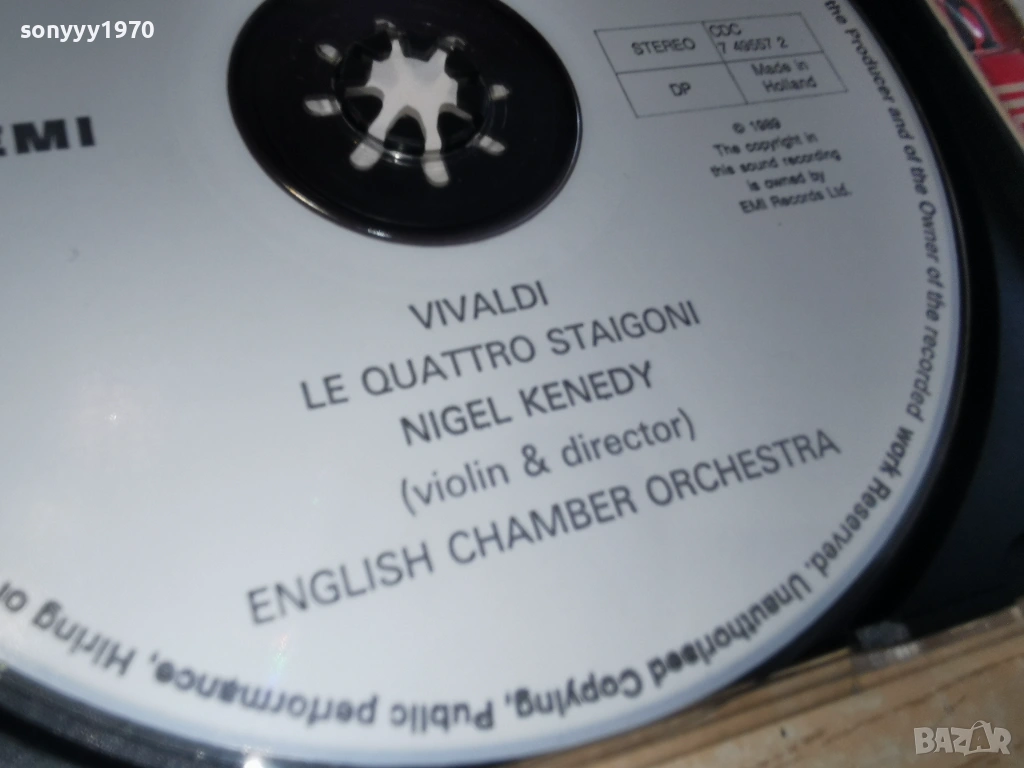 sonyyy1970
EMI
STEREO
CDC
7 49557 2
DP
Made in
Holland
© 1989
The copyright in
this sound recording
is owned by
EMI Records Ltd.
VIVALDI
LE QUATTRO STAIGONI
NIGEL KENEDY
(violin & director)
ENGLISH CHAMBER ORCHESTRA
the Producer and of the Owner of the recorded work Reserved. Unauthorised Copying, Public performance, Hiring or
BAZAR